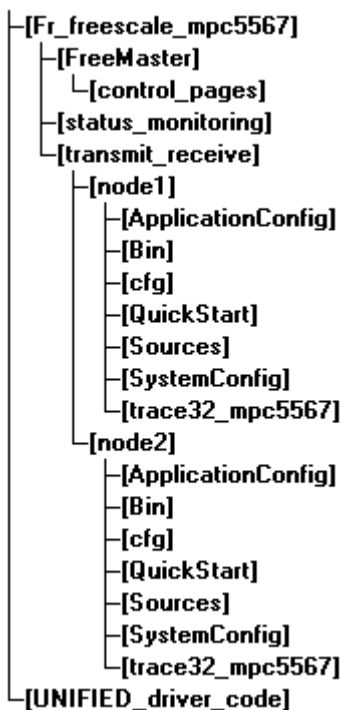 [Fr_freescale_mpc5567]
[FreeMaster]
[control_pages]
[status_monitoring]
[transmit_receive]
[node1]
[ApplicationConfig]
[Bin]
[cfg]
[QuickStart]
[Sources]
[SystemConfig]
[trace32_mpc5567]
[node2]
[ApplicationConfig]
[Bin]
[cfg]
[QuickStart]
[Sources]
[SystemConfig]
[trace32_mpc5567]
[UNIFIED_driver_code]